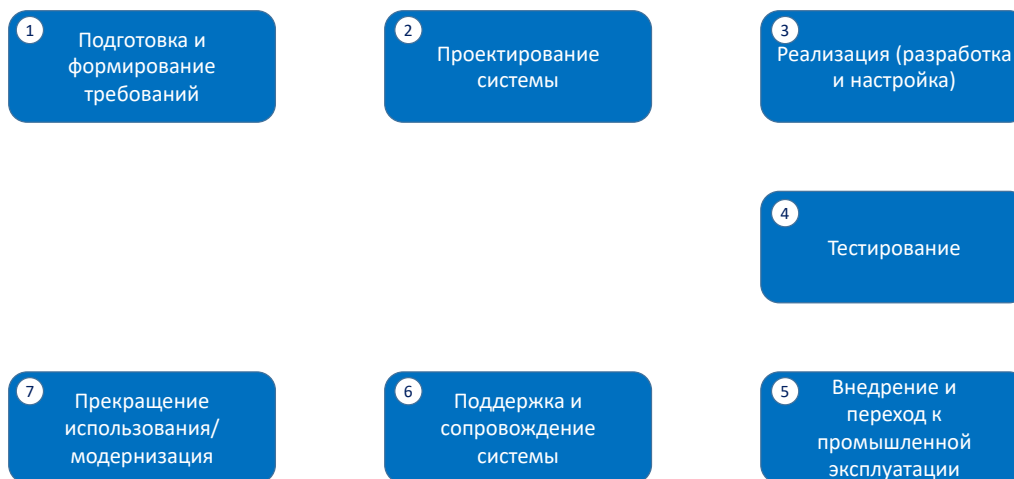 1
Подготовка и
формирование
требований
2
Проектирование
системы
3
Реализация (разработка
и настройка)
4
Тестирование
7
Прекращение
использования/
модернизация
6
Поддержка и
сопровождение
системы
5
Внедрение и
переход к
промышленной
эксплуатации